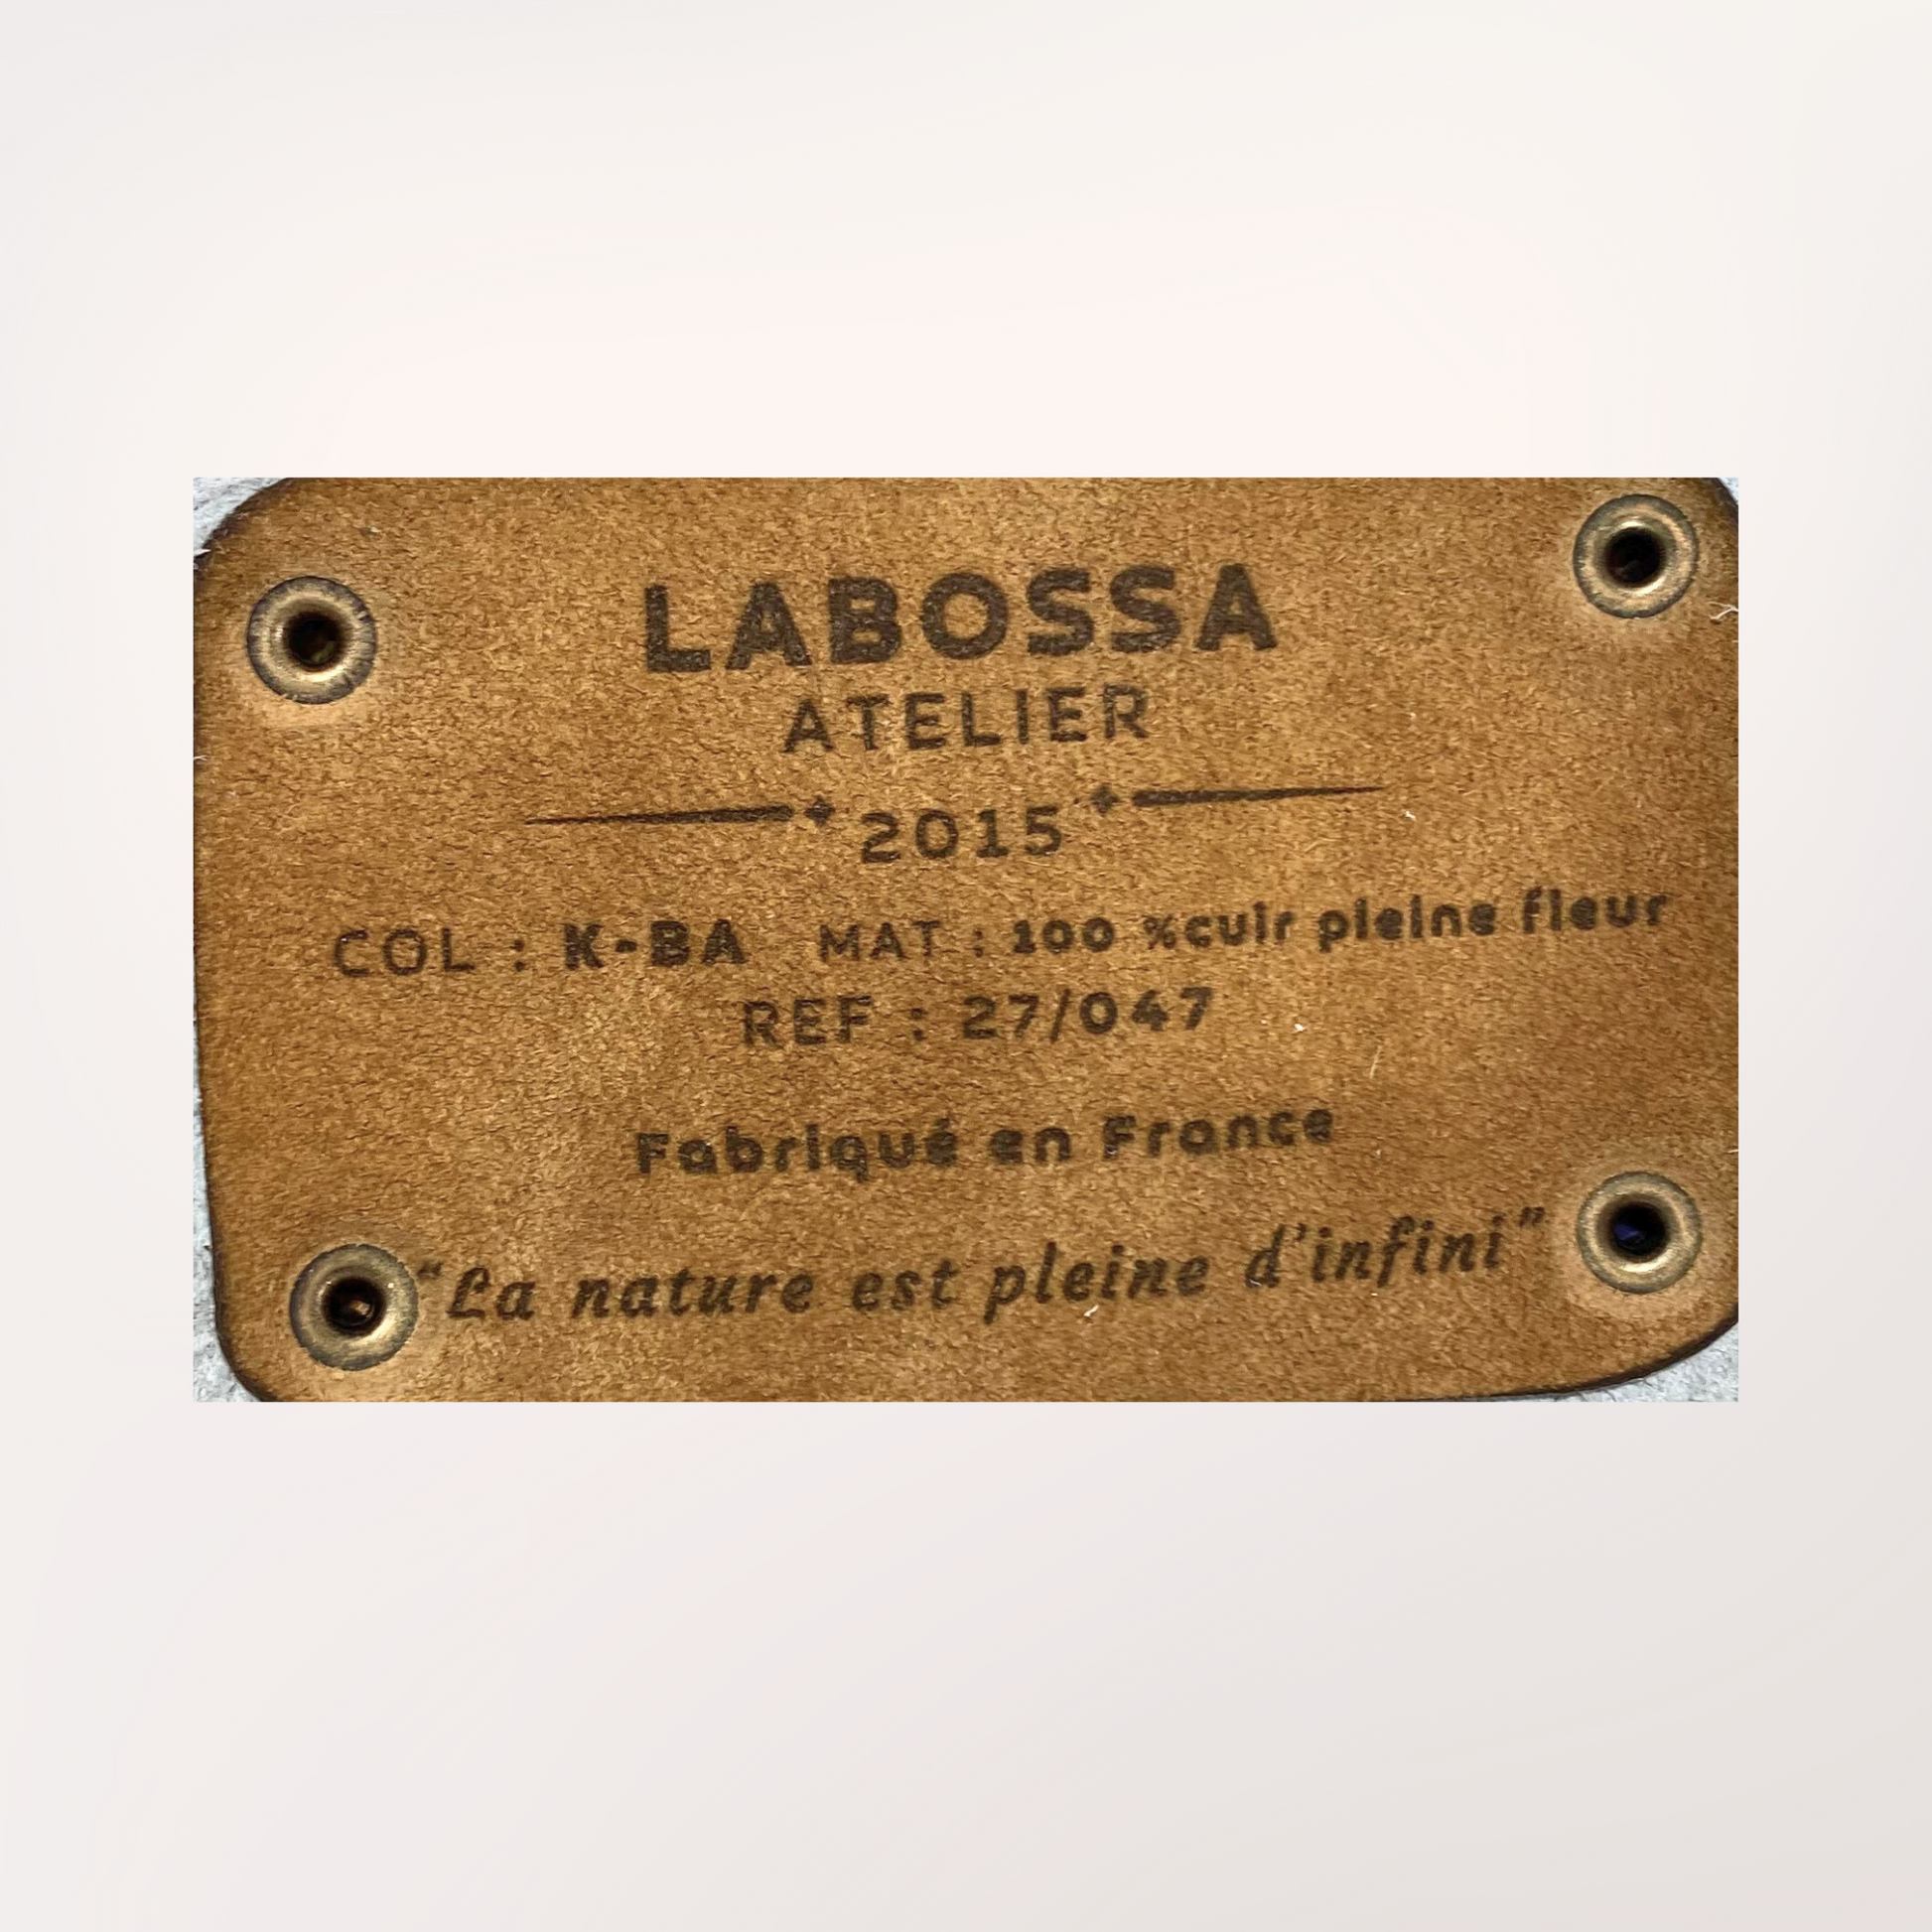 LABOSSA
ATELIER
2015
COL : K-BA MAT : 100 %cuir pleine fleur
REF : 27/047
Fabriqué en France
“La nature est pleine d'infini”